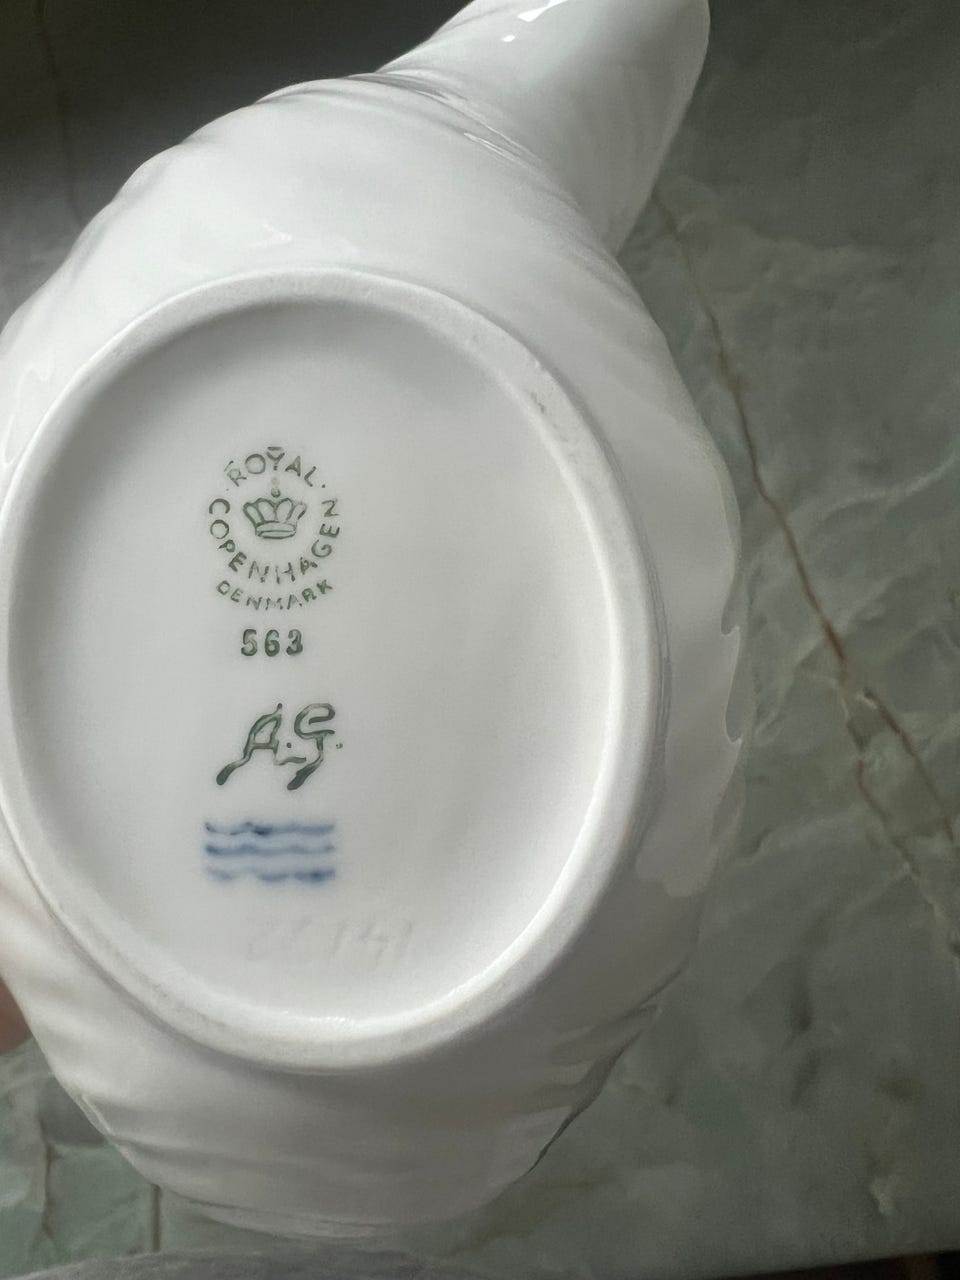 ROYAL
COPENHAGEN
DENMARK
563
A.G.